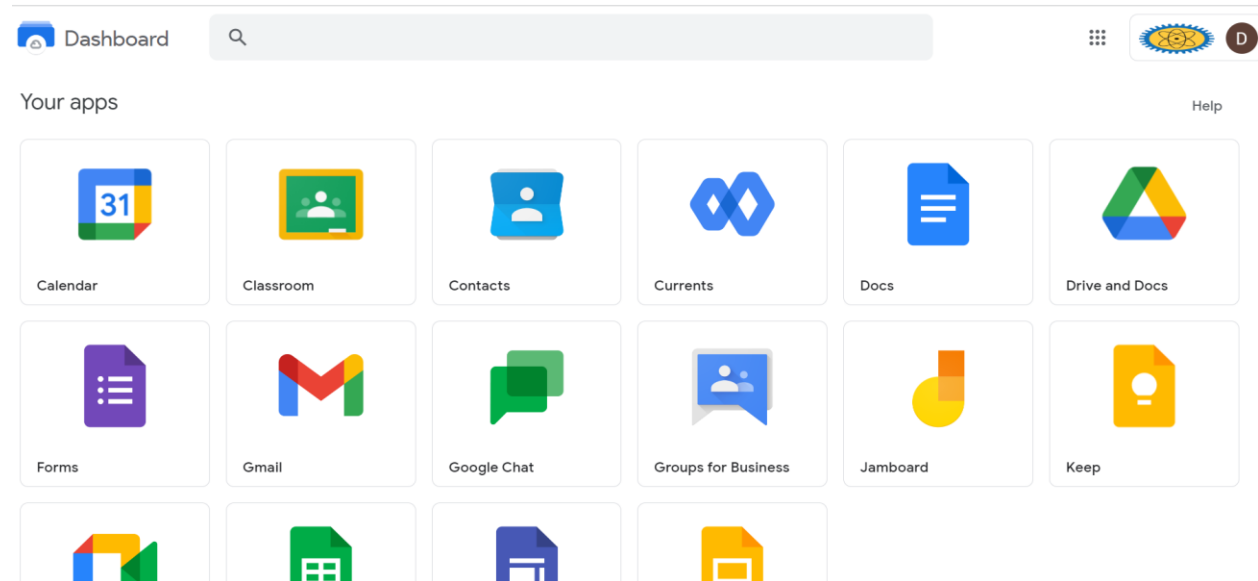 Dashboard
D
Your apps
Help
31
Calendar
Classroom
Contacts
Currents
Docs
Drive and Docs
Forms
Gmail
Google Chat
Groups for Business
Jamboard
Keep